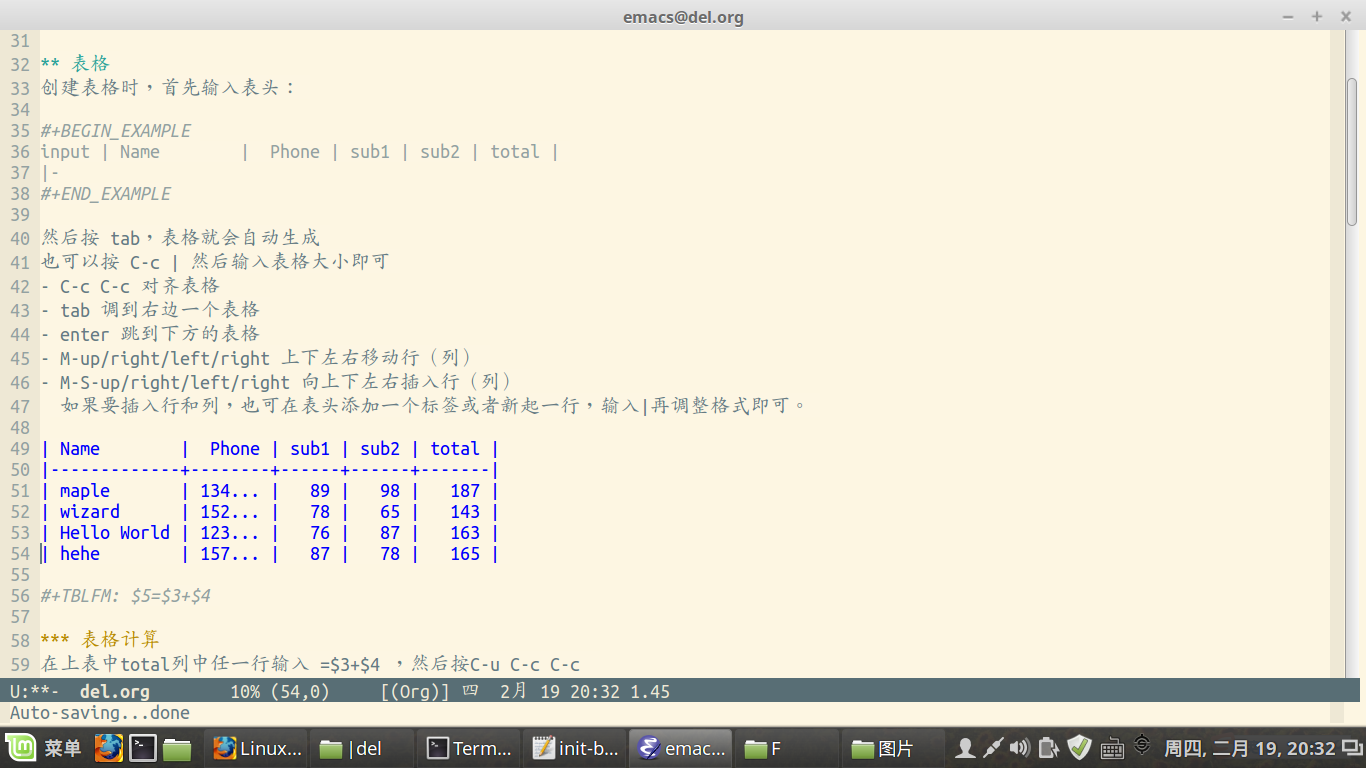 emacs@del.org
31
32 ** 表格
33 创建表格时，首先输入表头：
34
35 #+BEGIN_EXAMPLE
36 input | Name        |  Phone | sub1 | sub2 | total |
37 |-
38 #+END_EXAMPLE
39
40 然后按 tab，表格就会自动生成
41 也可以按 C-c | 然后输入表格大小即可
42 - C-c C-c 对齐表格
43 - tab 调到右边一个表格
44 - enter 跳到下方的表格
45 - M-up/right/left/right 上下左右移动行（列）
46 - M-S-up/right/left/right 向上下左右插入行（列）
47   如果要插入行和列，也可在表头添加一个标签或者新起一行，输入|再调整格式即可。
48
49 | Name        |  Phone | sub1 | sub2 | total |
50 |-------------+--------+------+------+-------|
51 | maple       | 134... |   89 |   98 |   187 |
52 | wizard      | 152... |   78 |   65 |   143 |
53 | Hello World | 123... |   76 |   87 |   163 |
54 | hehe        | 157... |   87 |   78 |   165 |
55
56 #+TBLFM: $5=$3+$4
57
58 *** 表格计算
59 在上表中total列中任一行输入 =$3+$4 ，然后按C-u C-c C-c
U:**-  del.org        10% (54,0)     [(Org)] 四  2月 19 20:32 1.45
Auto-saving...done
菜单 Linux... |del Term... init-b... emac... F 图片 周四, 二月 19, 20:32